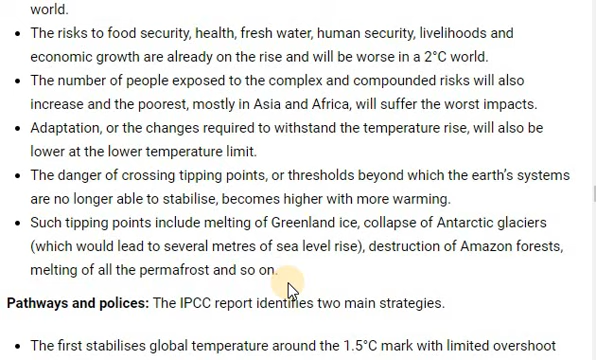 world.
• The risks to food security, health, fresh water, human security, livelihoods and
economic growth are already on the rise and will be worse in a 2°C world.
• The number of people exposed to the complex and compounded risks will also
increase and the poorest, mostly in Asia and Africa, will suffer the worst impacts.
• Adaptation, or the changes required to withstand the temperature rise, will also be
lower at the lower temperature limit.
• The danger of crossing tipping points, or thresholds beyond which the earth's systems
are no longer able to stabilise, becomes higher with more warming.
• Such tipping points include melting of Greenland ice, collapse of Antarctic glaciers
(which would lead to several metres of sea level rise), destruction of Amazon forests,
melting of all the permafrost and so on.
Pathways and polices: The IPCC report identifies two main strategies.
• The first stabilises global temperature around the 1.5°C mark with limited overshoot